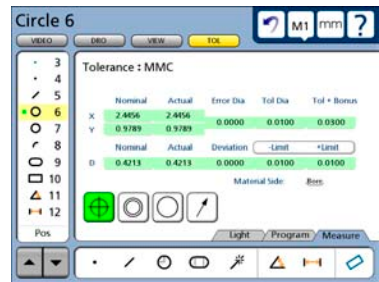 Circle 6
M1 mm ?
VIDEO DRO VIEW TOL
3
4
5
6
7
8
9
10
11
12
Pos
Tolerance : MMC
Nominal Actual Error Dia Tol Dia Tol + Bonus
X 2.4456 2.4456
0.0000 0.0100 0.0300
Y 0.9789 0.9789
Nominal Actual Deviation -Limit +Limit
D 0.4213 0.4213 0.0000 0.0100 0.0100
Material Side: Bore
Light Program Measure